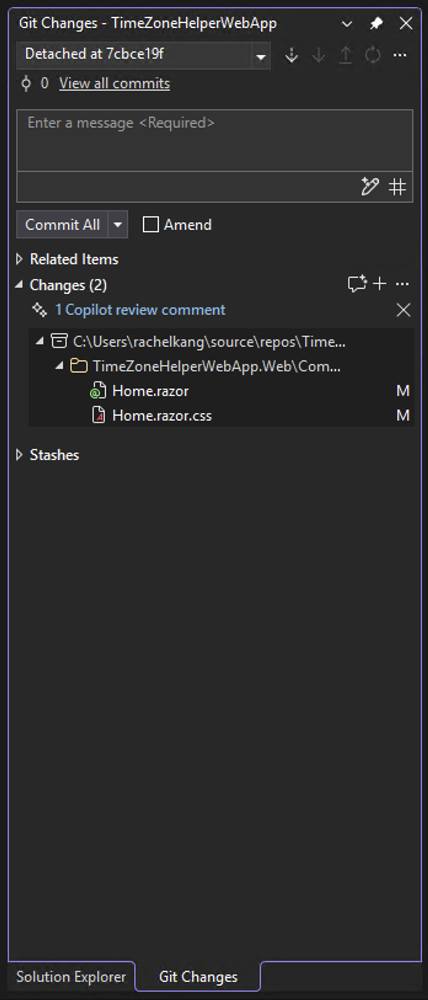 Git Changes - TimeZoneHelperWebApp
Detached at 7cbce19f
0 View all commits
Enter a message <Required>
Commit All Amend
Related Items
Changes (2)
1 Copilot review comment
C:\Users\rachelkang\source\repos\Time...
TimeZoneHelperWebApp.Web\Com...
Home.razor M
Home.razor.css M
Stashes
Solution Explorer Git Changes